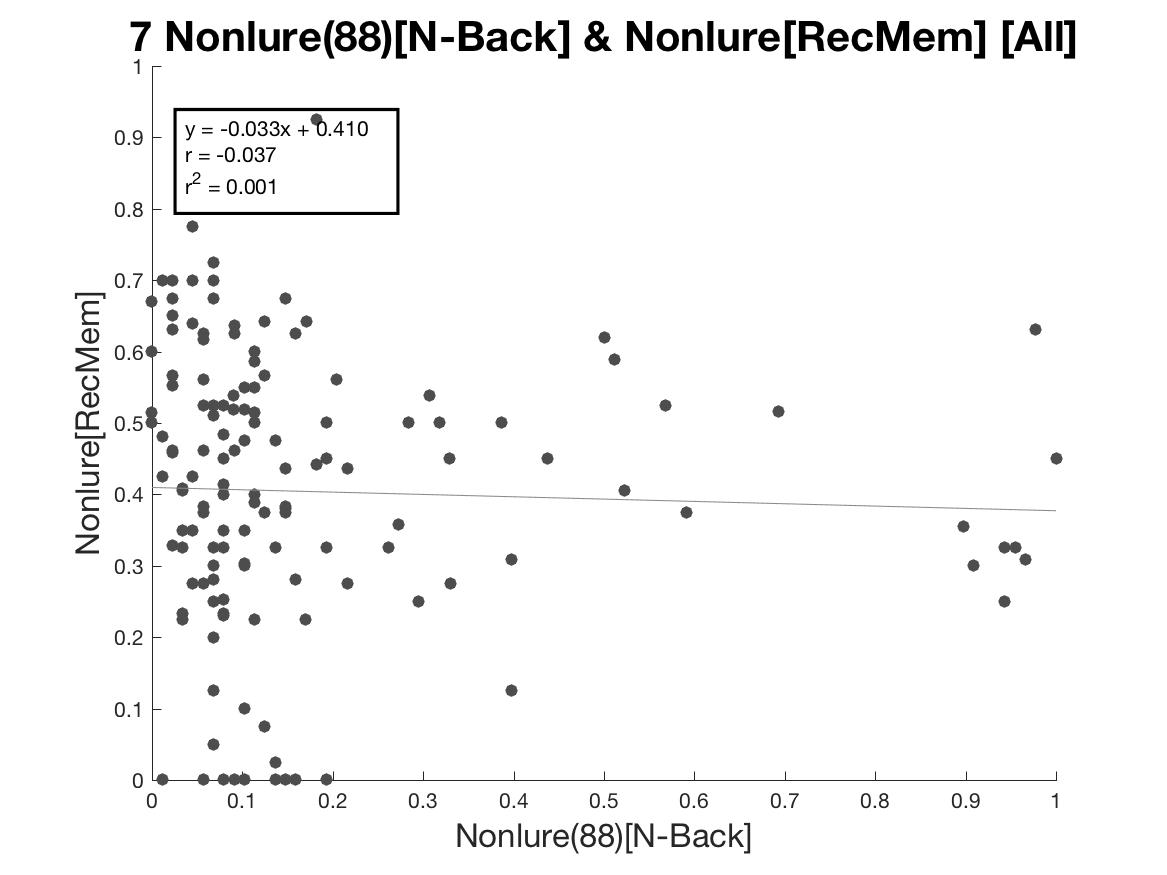 7 Nonlure(88)[N-Back] & Nonlure[RecMem] [All]
1
0.9
0.8
0.7
0.6
0.5
0.4
0.3
0.2
0.1
0
y = -0.033x + 0.410
r = -0.037
r² = 0.001
Nonlure[RecMem]
0 0.1 0.2 0.3 0.4 0.5 0.6 0.7 0.8 0.9 1
Nonlure(88)[N-Back]